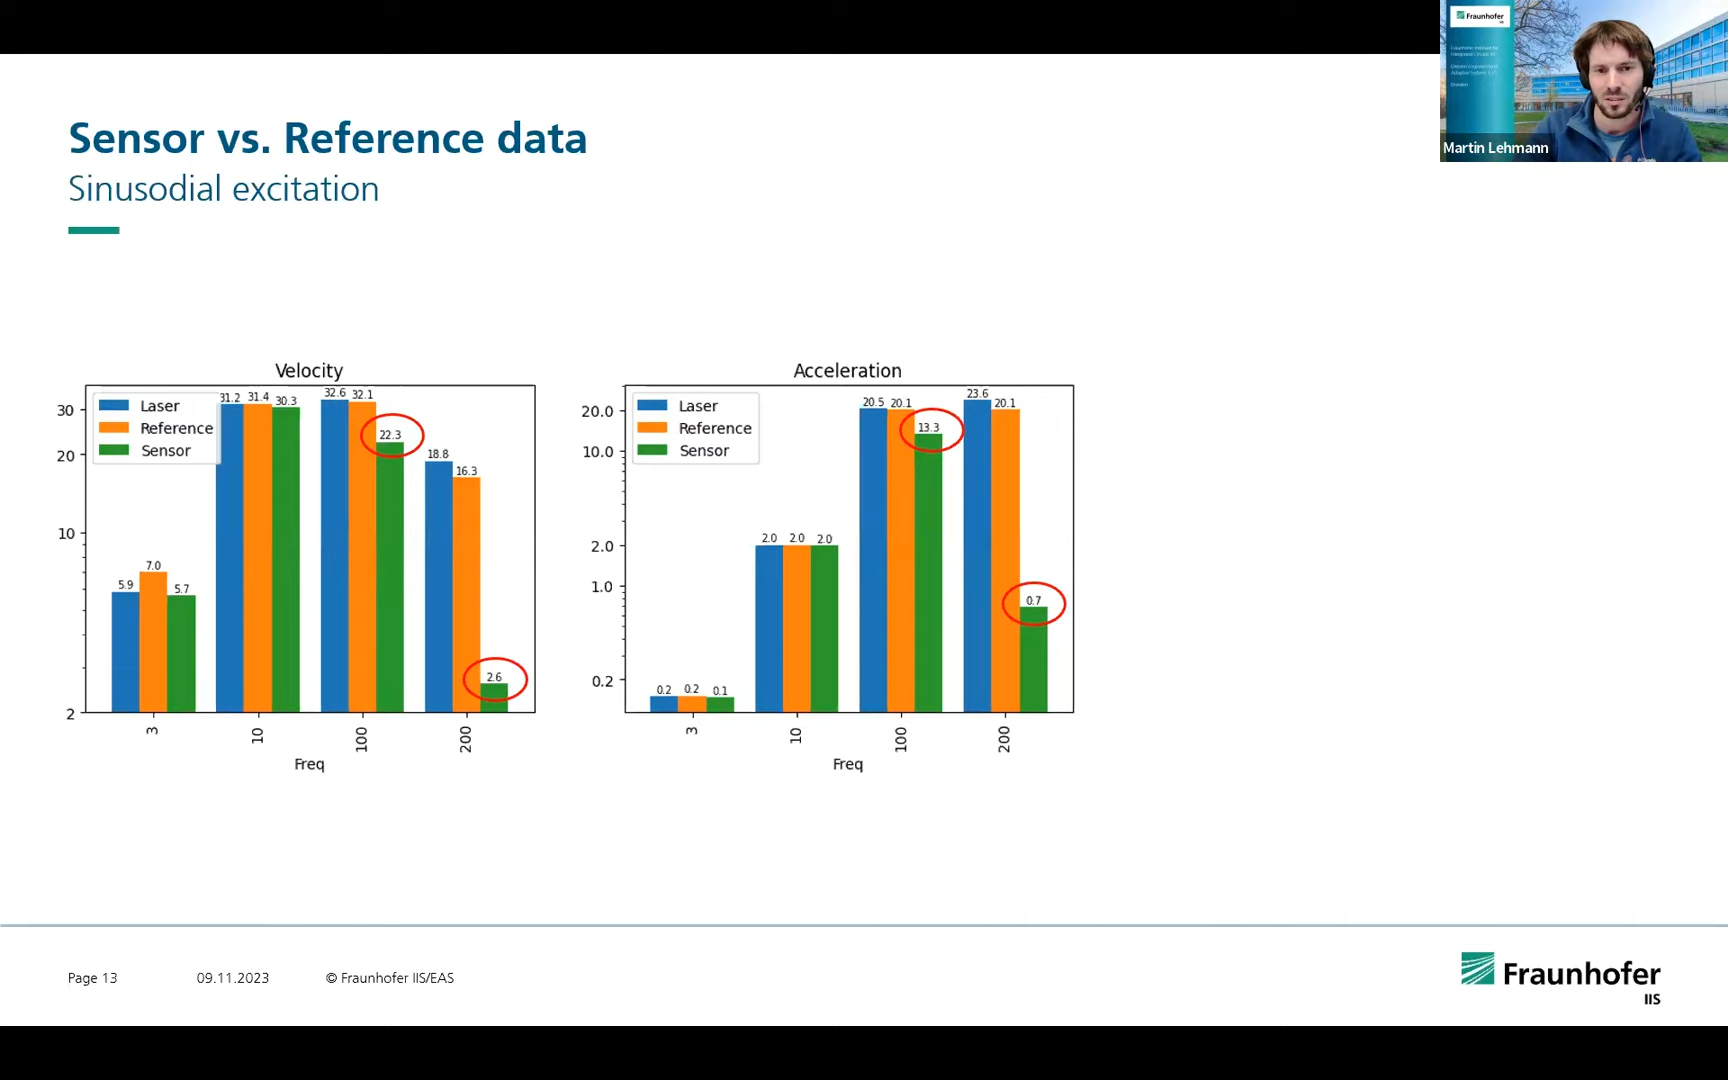 Fraunhofer
IIS
Martin Lehmann
Sensor vs. Reference data
Sinusodial excitation
Velocity
Laser
Reference
Sensor
30
20
10
2
5.9
7.0
5.7
31.2
31.4
30.3
32.6
32.1
22.3
18.8
16.3
2.6
3
10
100
200
Freq
Acceleration
Laser
Reference
Sensor
20.0
10.0
2.0
1.0
0.2
0.2
0.2
0.1
2.0
2.0
2.0
20.5
20.1
13.3
23.6
20.1
0.7
3
10
100
200
Freq
Page 13
09.11.2023
© Fraunhofer IIS/EAS
Fraunhofer
IIS